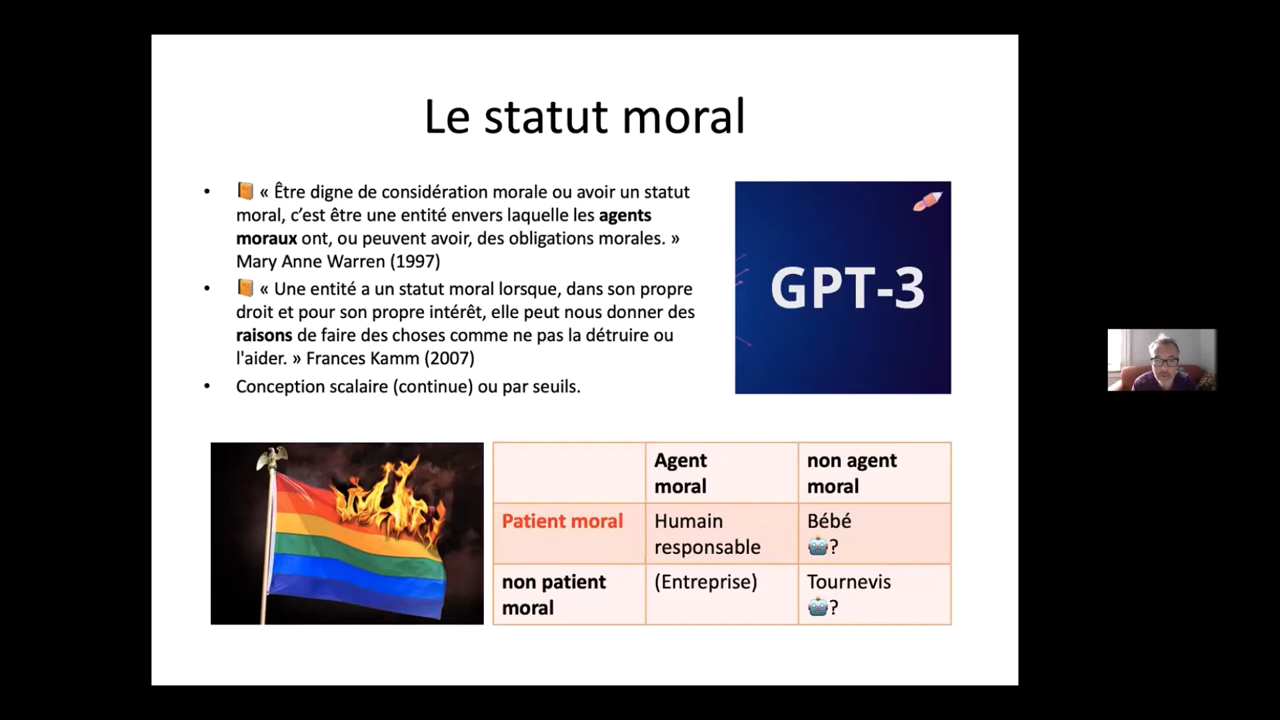 Le statut moral
• 📙 « Être digne de considération morale ou avoir un statut
moral, c’est être une entité envers laquelle les agents
moraux ont, ou peuvent avoir, des obligations morales. »
Mary Anne Warren (1997)
• 📙 « Une entité a un statut moral lorsque, dans son propre
droit et pour son propre intérêt, elle peut nous donner des
raisons de faire des choses comme ne pas la détruire ou
l'aider. » Frances Kamm (2007)
• Conception scalaire (continue) ou par seuils.
GPT-3
Agent
moral
non agent
moral
Patient moral
Humain
responsable
Bébé
🤖?
non patient
moral
(Entreprise)
Tournevis
🤖?